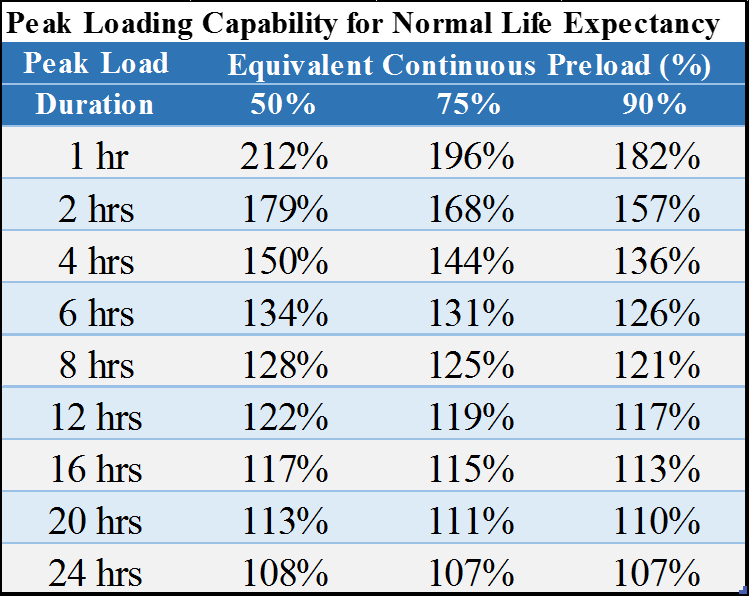 Peak Loading Capability for Normal Life Expectancy
Peak Load Equivalent Continuous Preload (%)
Duration 50% 75% 90%
1 hr 212% 196% 182%
2 hrs 179% 168% 157%
4 hrs 150% 144% 136%
6 hrs 134% 131% 126%
8 hrs 128% 125% 121%
12 hrs 122% 119% 117%
16 hrs 117% 115% 113%
20 hrs 113% 111% 110%
24 hrs 108% 107% 107%